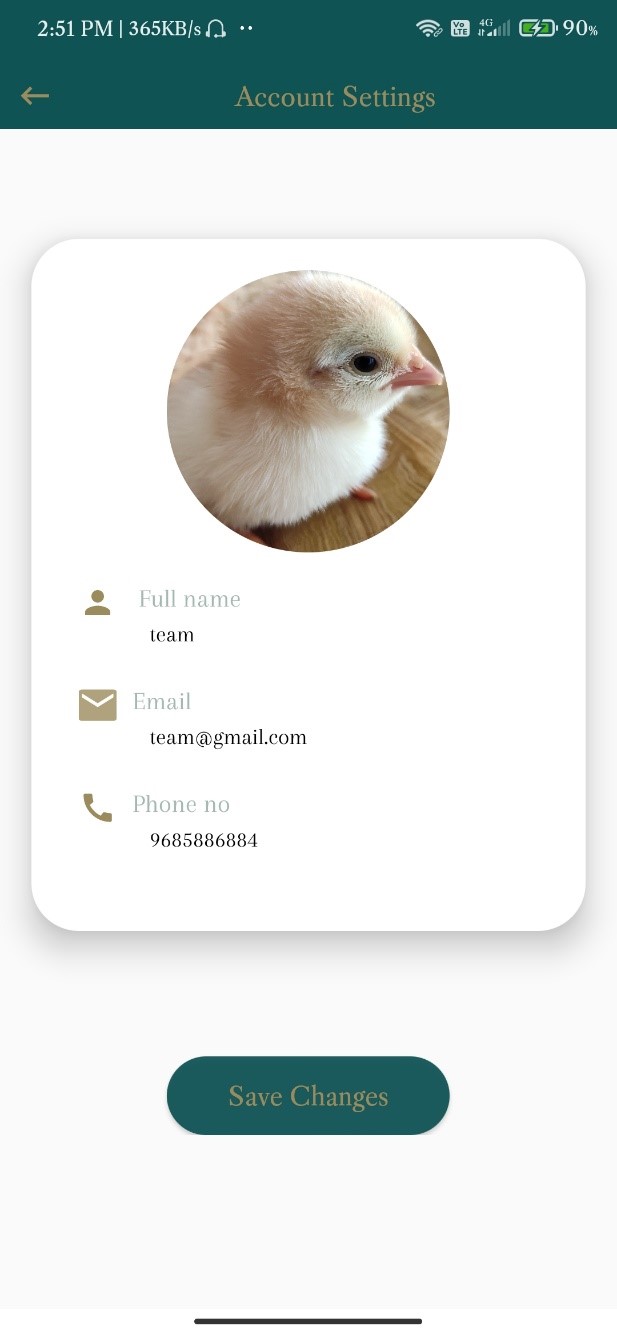 2:51 PM | 365KB/s
Vo LTE 4G 90%
Account Settings
Full name
team
Email
team@gmail.com
Phone no
9685886884
Save Changes